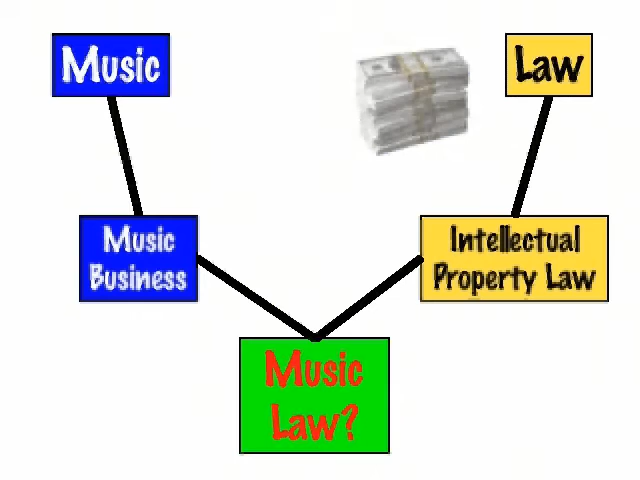 Music
Law
Music
Business
Intellectual
Property Law
Music
Law?